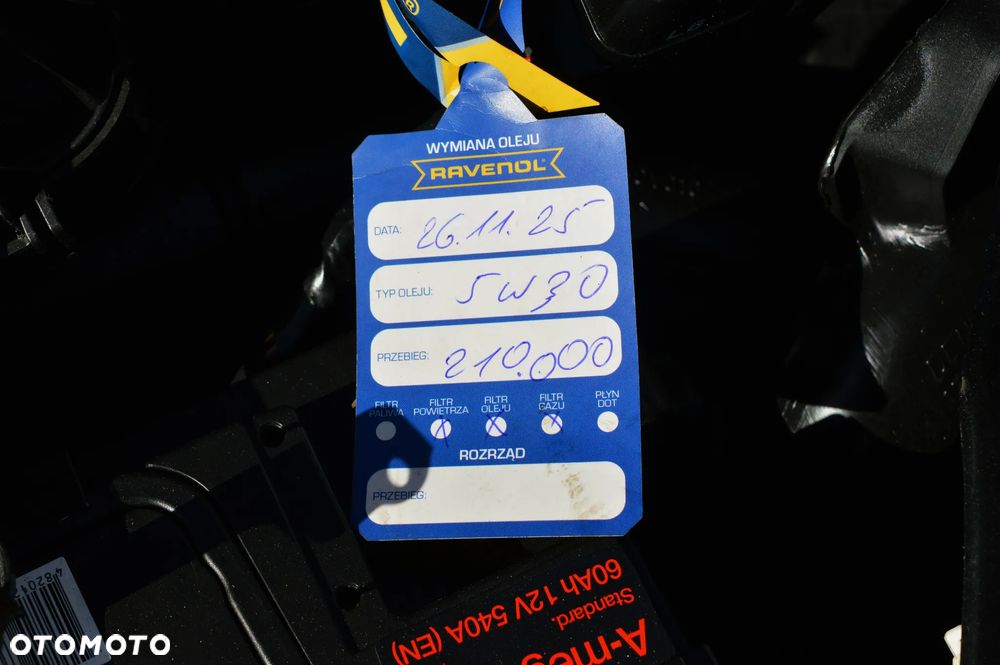 ®
WYMIANA OLEJU
RAVENOL®
DATA: 26.11.25
TYP OLEJU: 5W30
PRZEBIEG: 210.000
FILTR PALIWA
FILTR POWIETRZA
FILTR OLEJU
FILTR GAZU
PŁYN DOT
ROZRZĄD
PRZEBIEG:
60Ah 12V 540A (EN)
Standard.
A-meg
OTOMOTO